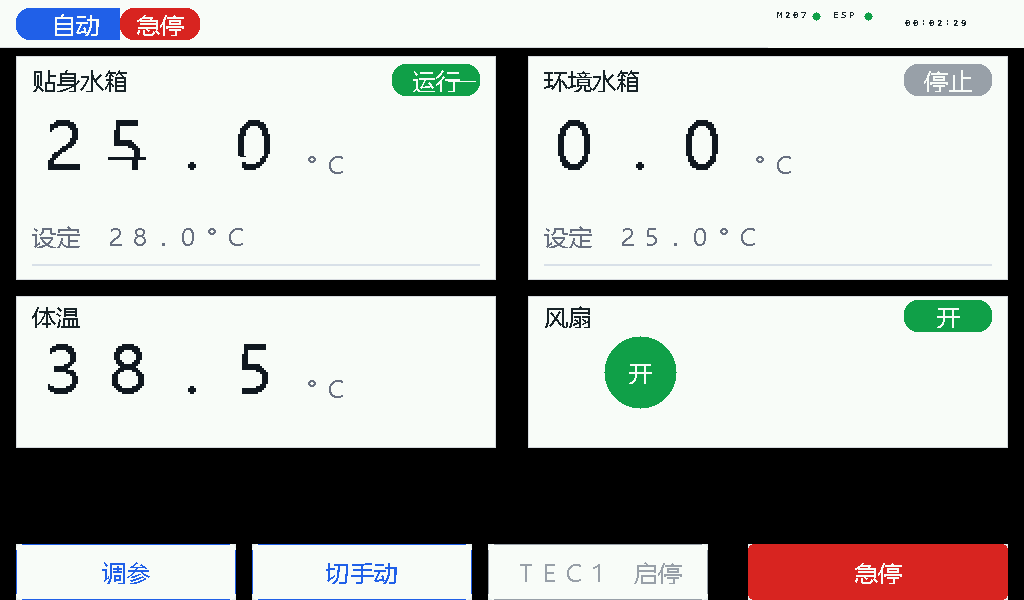 自动 急停 M207 ESP 00:02:29
贴身水箱 运行
°C
设定 28.0°C
环境水箱 停止
0.0 °C
设定 25.0°C
体温
38.5 °C
风扇 开
开
调参 切手动 TEC1 启停 急停